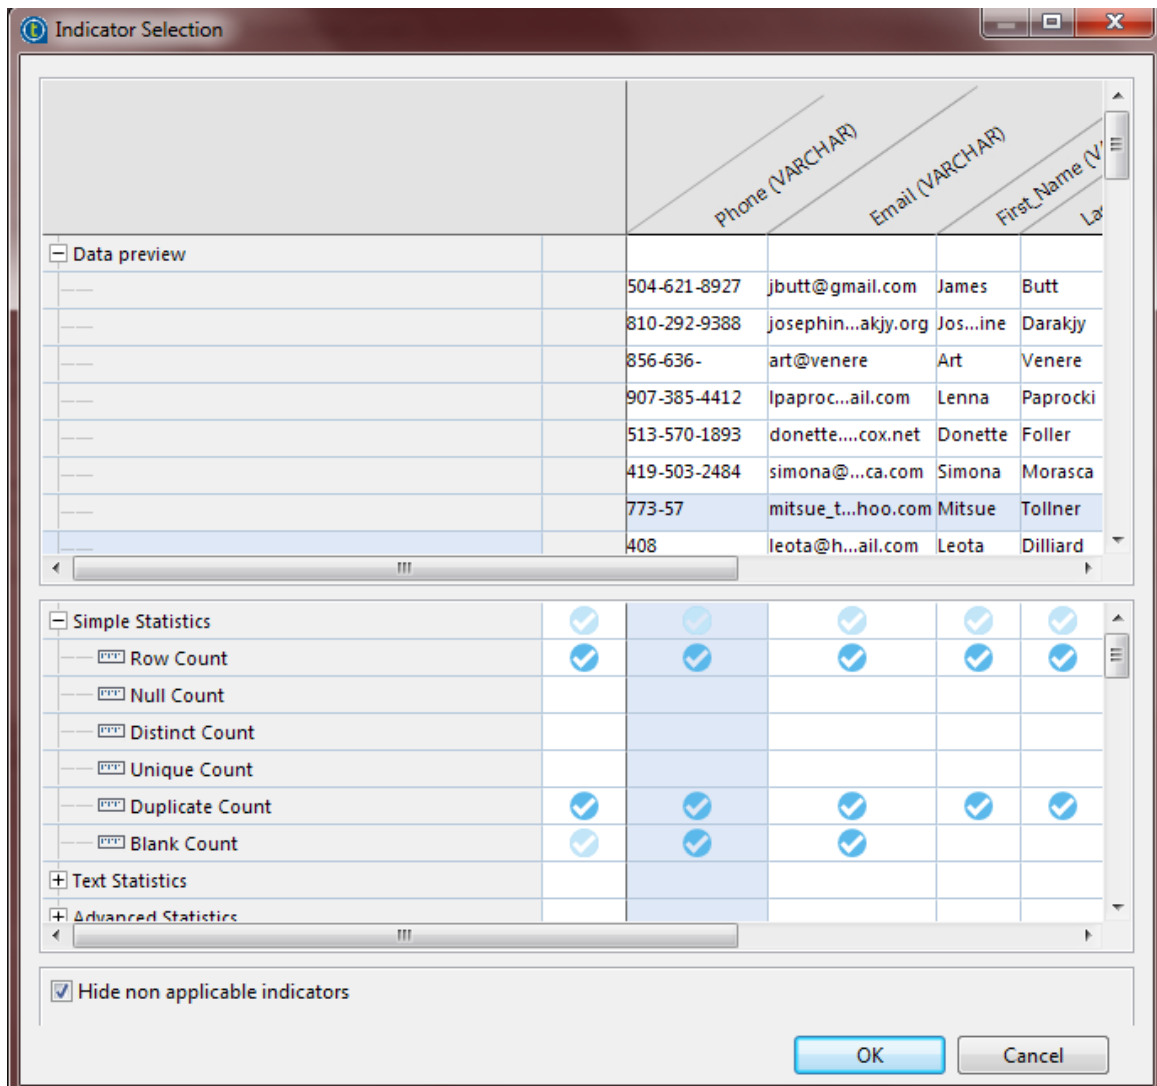 Indicator Selection
Phone (VARCHAR)
Email (VARCHAR)
First_Name (V
La
Data preview
504-621-8927 jbutt@gmail.com James Butt
810-292-9388 josephin...akjy.org Jos...ine Darakjy
856-636- art@venere Art Venere
907-385-4412 lpaproc...ail.com Lenna Paprocki
513-570-1893 donette....cox.net Donette Foller
419-503-2484 simona@...ca.com Simona Morasca
773-57 mitsue_t...hoo.com Mitsue Tollner
408 leota@h...ail.com Leota Dilliard
Simple Statistics
Row Count
Null Count
Distinct Count
Unique Count
Duplicate Count
Blank Count
Text Statistics
Advanced Statistics
Hide non applicable indicators
OK Cancel